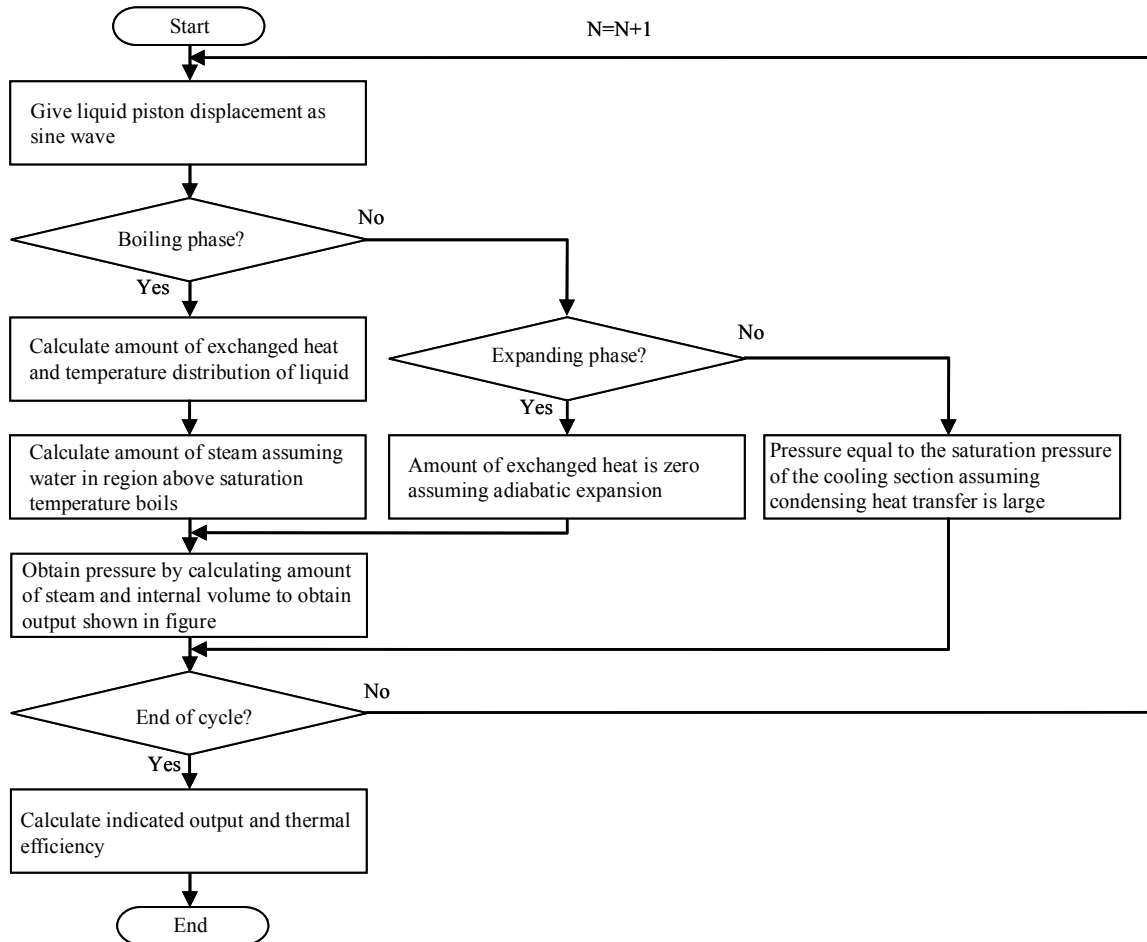 Start
N=N+1
Give liquid piston displacement as
sine wave
No
Boiling phase?
Yes
Calculate amount of exchanged heat
and temperature distribution of liquid
No
Expanding phase?
Yes
Calculate amount of steam assuming
water in region above saturation
temperature boils
Amount of exchanged heat is zero
assuming adiabatic expansion
Pressure equal to the saturation pressure
of the cooling section assuming
condensing heat transfer is large
Obtain pressure by calculating amount
of steam and internal volume to obtain
output shown in figure
No
End of cycle?
Yes
Calculate indicated output and thermal
efficiency
End